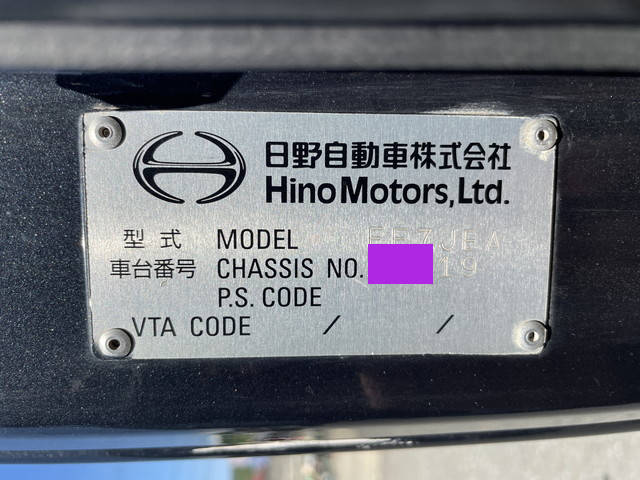 日野自動車株式会社
Hino Motors, Ltd.
型式 MODEL
車台番号 CHASSIS NO. 19
P.S. CODE
VTA CODE / /